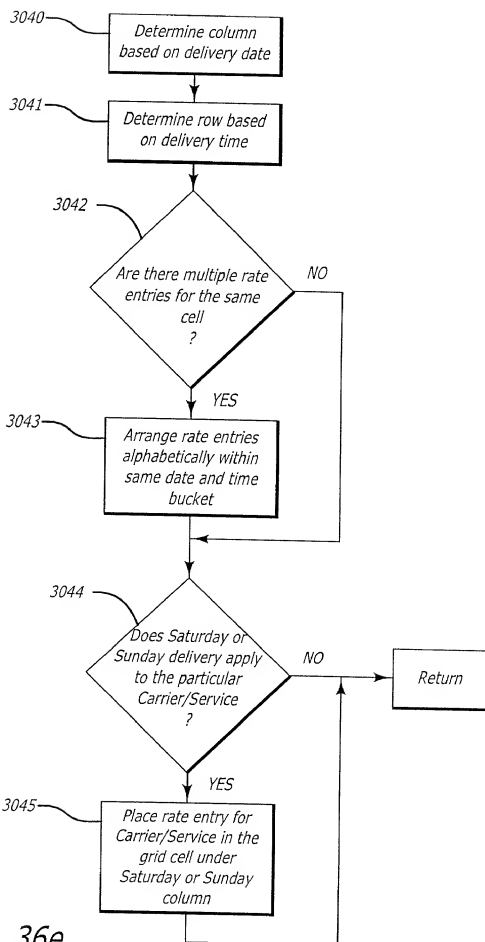 3040
Determine column
based on delivery date
3041
Determine row based
on delivery time
3042
Are there multiple rate
entries for the same
cell
?
NO
YES
3043
Arrange rate entries
alphabetically within
same date and time
bucket
3044
Does Saturday or
Sunday delivery apply
to the particular
Carrier/Service
?
NO
Return
YES
3045
Place rate entry for
Carrier/Service in the
grid cell under
Saturday or Sunday
column
36e